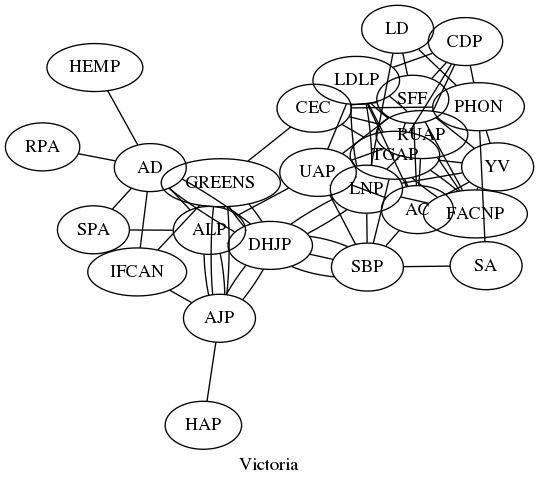 LD
CDP
HEMP
LDLP
SFF
CEC
PHON
RUAP
RPA
TCAP
AD
YV
UAP
GREENS
LNP
AC
FACNP
SPA
ALP
DHJP
IFCAN
SBP
SA
AJP
HAP
Victoria